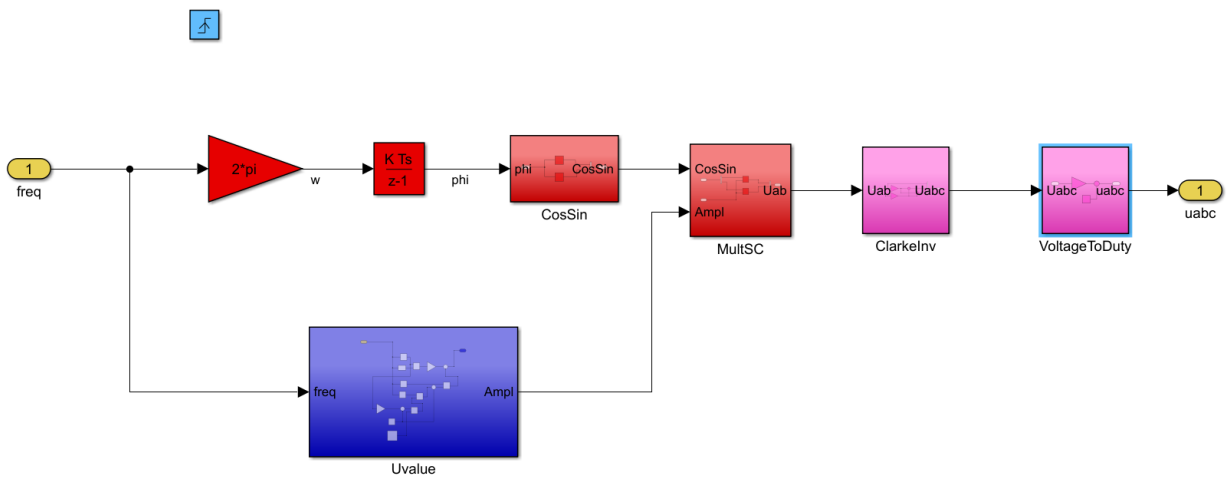 1
freq
2*pi
w
K Ts
z-1
phi
phi
CosSin
CosSin
CosSin
Ampl
Uab
MultSC
Uab
Uabc
ClarkeInv
Uabc
uabc
VoltageToDuty
1
uabc
freq
Ampl
Uvalue